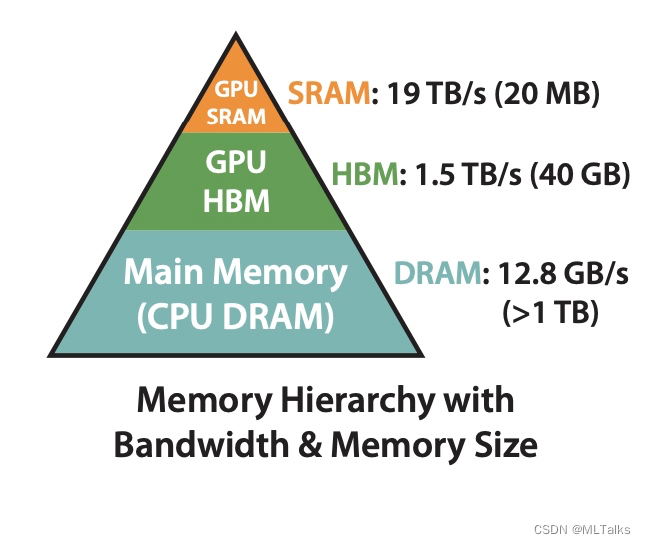 GPU
SRAM
SRAM: 19 TB/s (20 MB)
GPU
HBM
HBM: 1.5 TB/s (40 GB)
Main Memory
(CPU DRAM)
DRAM: 12.8 GB/s
(>1 TB)
Memory Hierarchy with
Bandwidth & Memory Size
CSDN @MLTalks